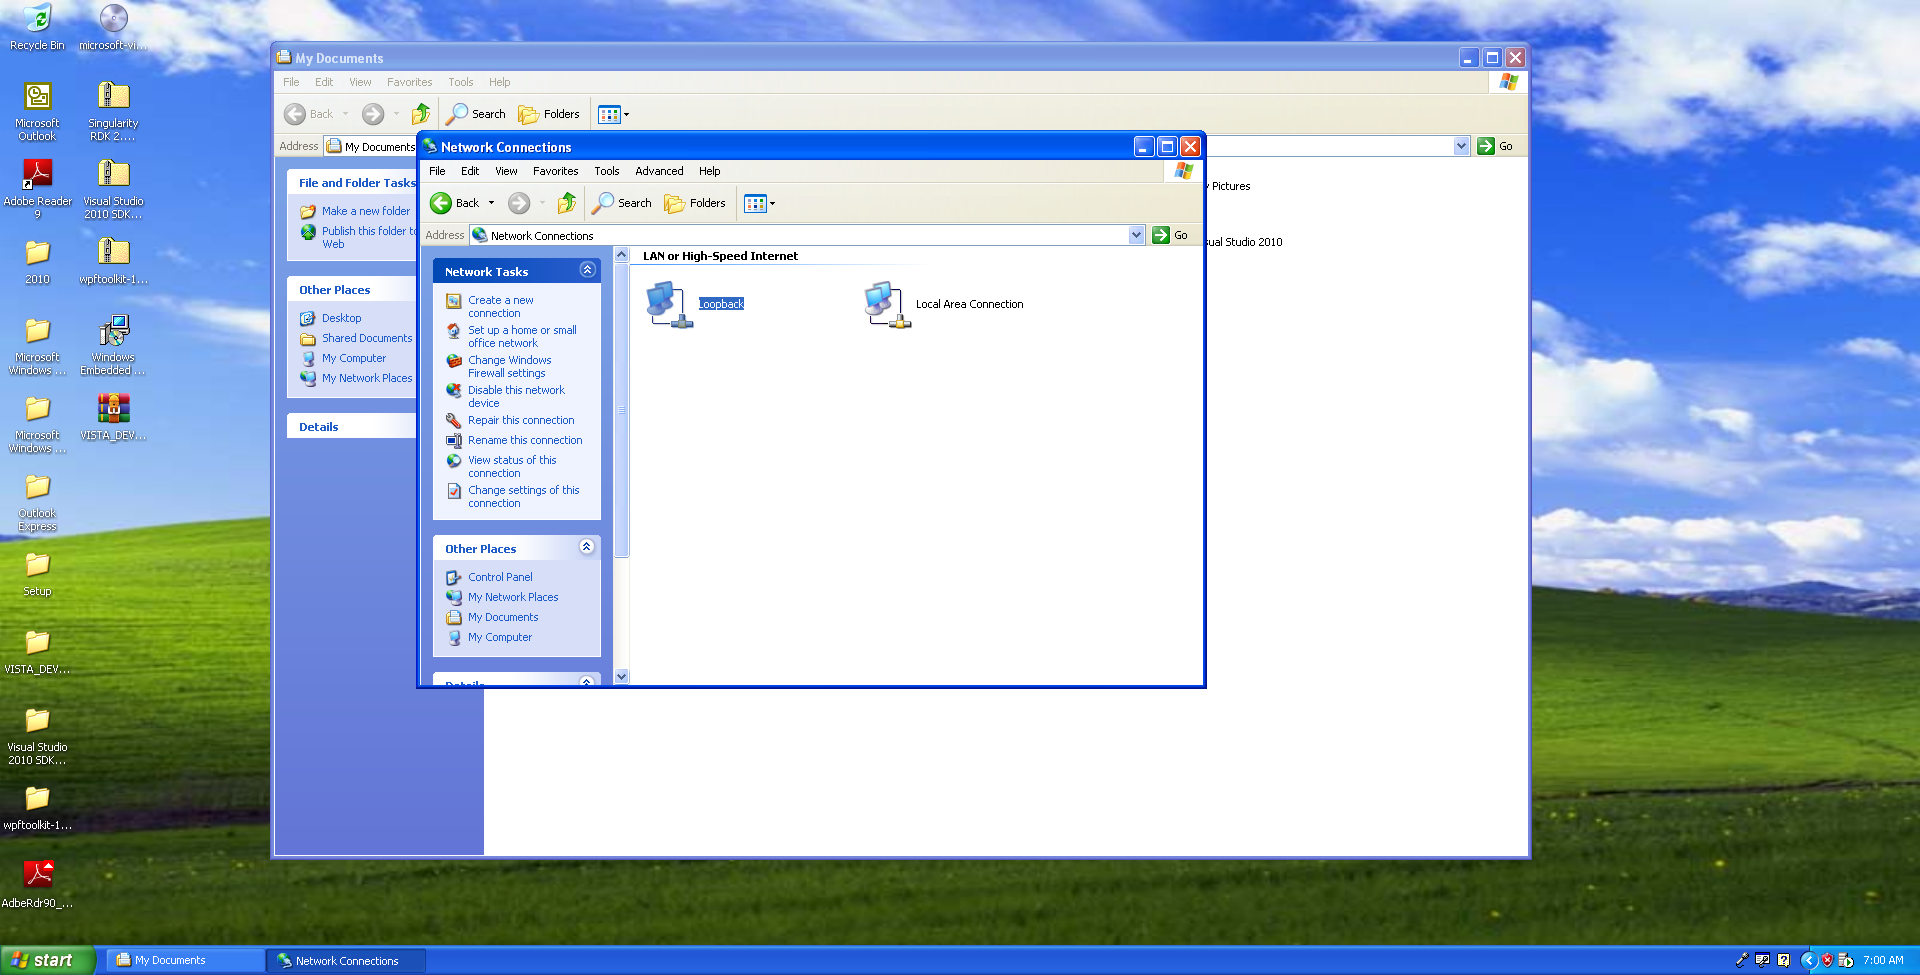 Recycle Bin
microsoft-vi...
Microsoft
Outlook
Singularity
RDK 2....
Adobe Reader
9
Visual Studio
2010 SDK...
2010
wpftoolkit-1...
Microsoft
Windows ...
Windows
Embedded ...
Microsoft
Windows ...
VISTA_DEV...
Outlook
Express
Setup
VISTA_DEV...
Visual Studio
2010 SDK...
wpftoolkit-1...
AdbeRdr90_...
My Documents
File Edit View Favorites Tools Help
Back Search Folders
Address My Documents Go
File and Folder Tasks
Make a new folder
Publish this folder to
Web
Other Places
Desktop
Shared Documents
My Computer
My Network Places
Details
Pictures
sual Studio 2010
Network Connections
File Edit View Favorites Tools Advanced Help
Back Search Folders
Address Network Connections Go
Network Tasks
Create a new
connection
Set up a home or small
office network
Change Windows
Firewall settings
Disable this network
device
Repair this connection
Rename this connection
View status of this
connection
Change settings of this
connection
Other Places
Control Panel
My Network Places
My Documents
My Computer
Details
LAN or High-Speed Internet
Loopback
Local Area Connection
start
My Documents
Network Connections
7:00 AM